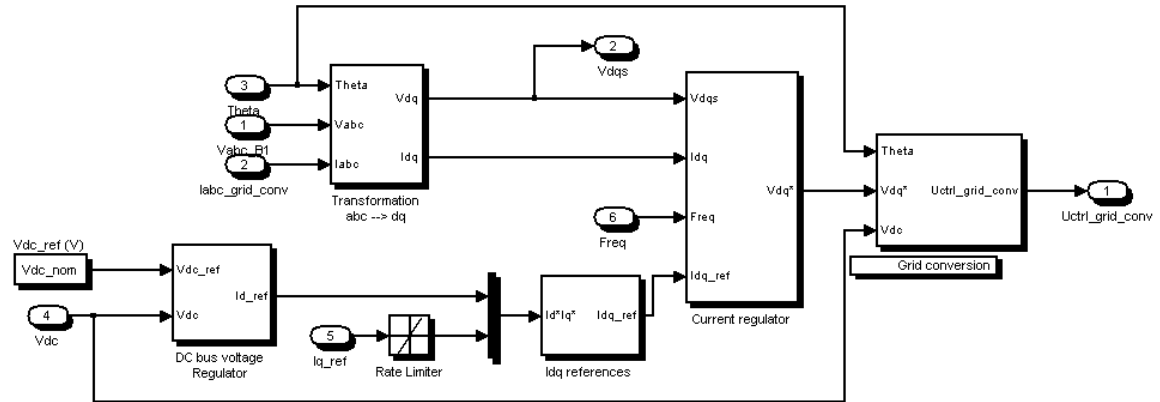 2
Vdqs
3
Theta
Theta
Vdq
Vdqs
1
Vabc
Vabc_B1
Theta
2
Iabc
Idq
Idq
Iabc_grid_conv
Transformation
abc --> dq
Vdq*
Vdq*
Uctrl_grid_conv
1
Uctrl_grid_conv
6
Freq
Freq
Vdc
Grid conversion
Vdc_ref (V)
Vdc_nom
Vdc_ref
Id_ref
Idq_ref
4
Vdc
Vdc
DC bus voltage
Regulator
5
Iq_ref
Rate Limiter
Id*Iq*
Idq_ref
Idq references
Current regulator